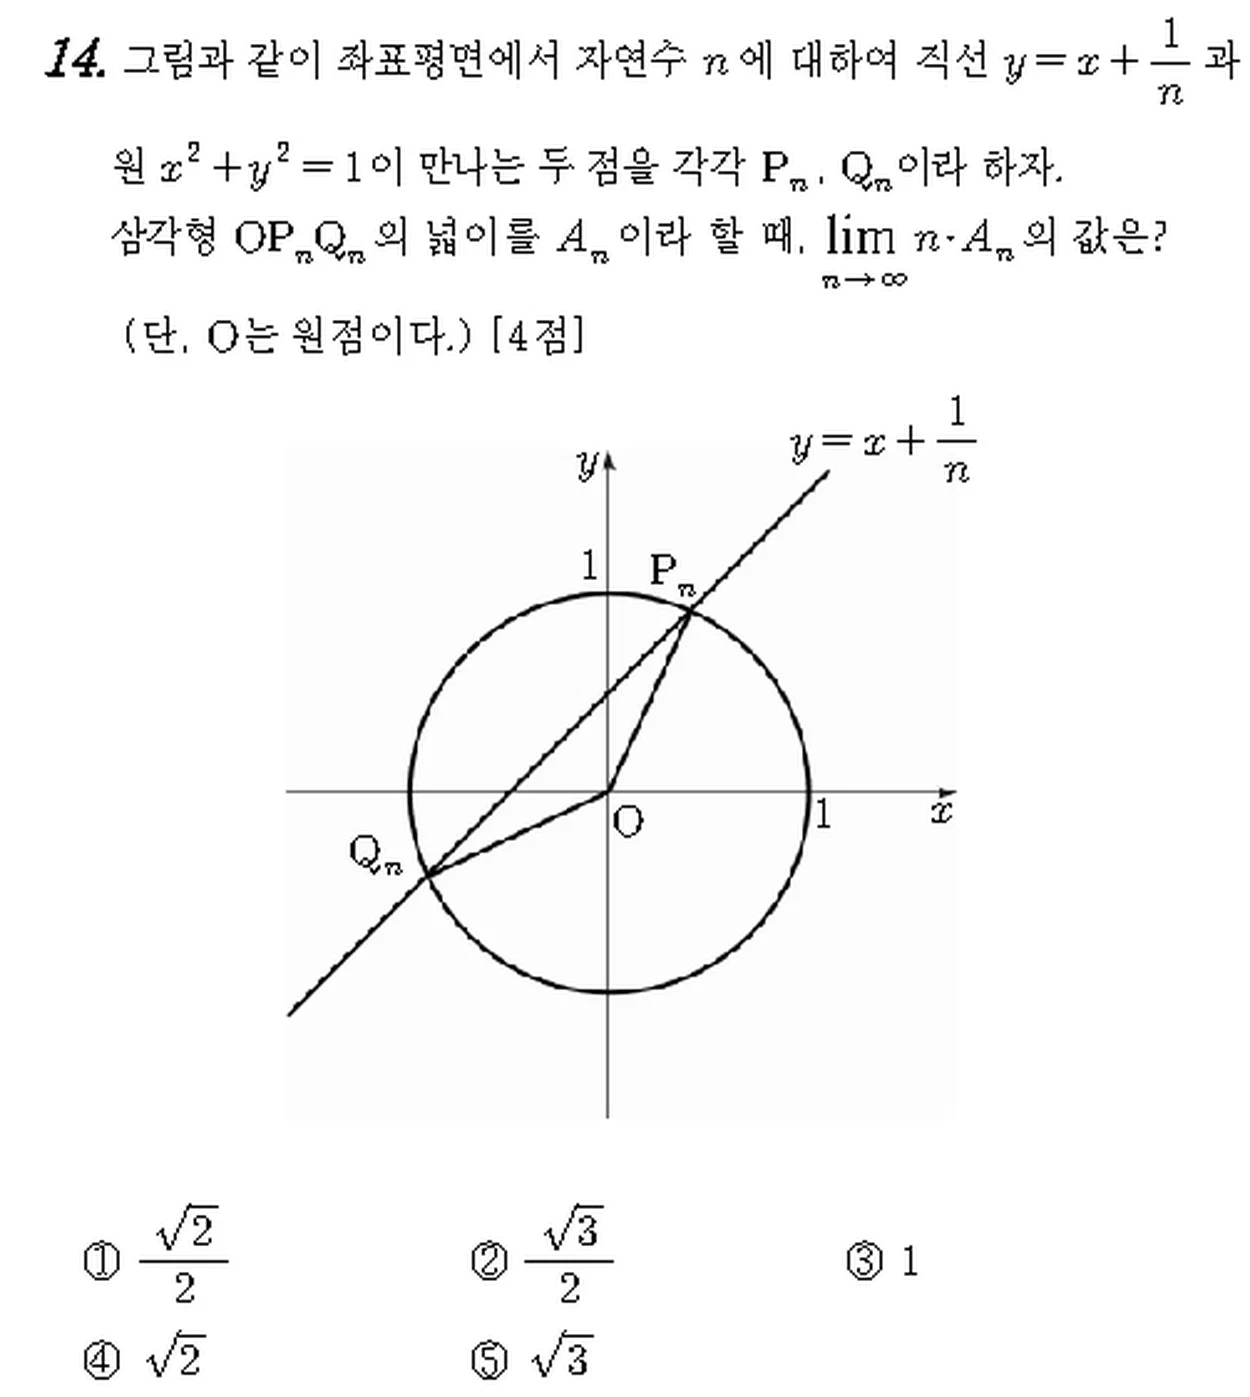 14. 그림과 같이 좌표평면에서 자연수 n에 대하여 직선 y=x+1/n 과
원 x²+y²=1이 만나는 두 점을 각각 Pₙ, Qₙ이라 하자.
삼각형 OPₙQₙ의 넓이를 Aₙ이라 할 때, lim n→∞ n·Aₙ의 값은?
(단, O는 원점이다.) [4점]
y=x+1/n
y
1 Pₙ
O 1 x
Qₙ
① √2/2 ② √3/2 ③ 1
④ √2 ⑤ √3